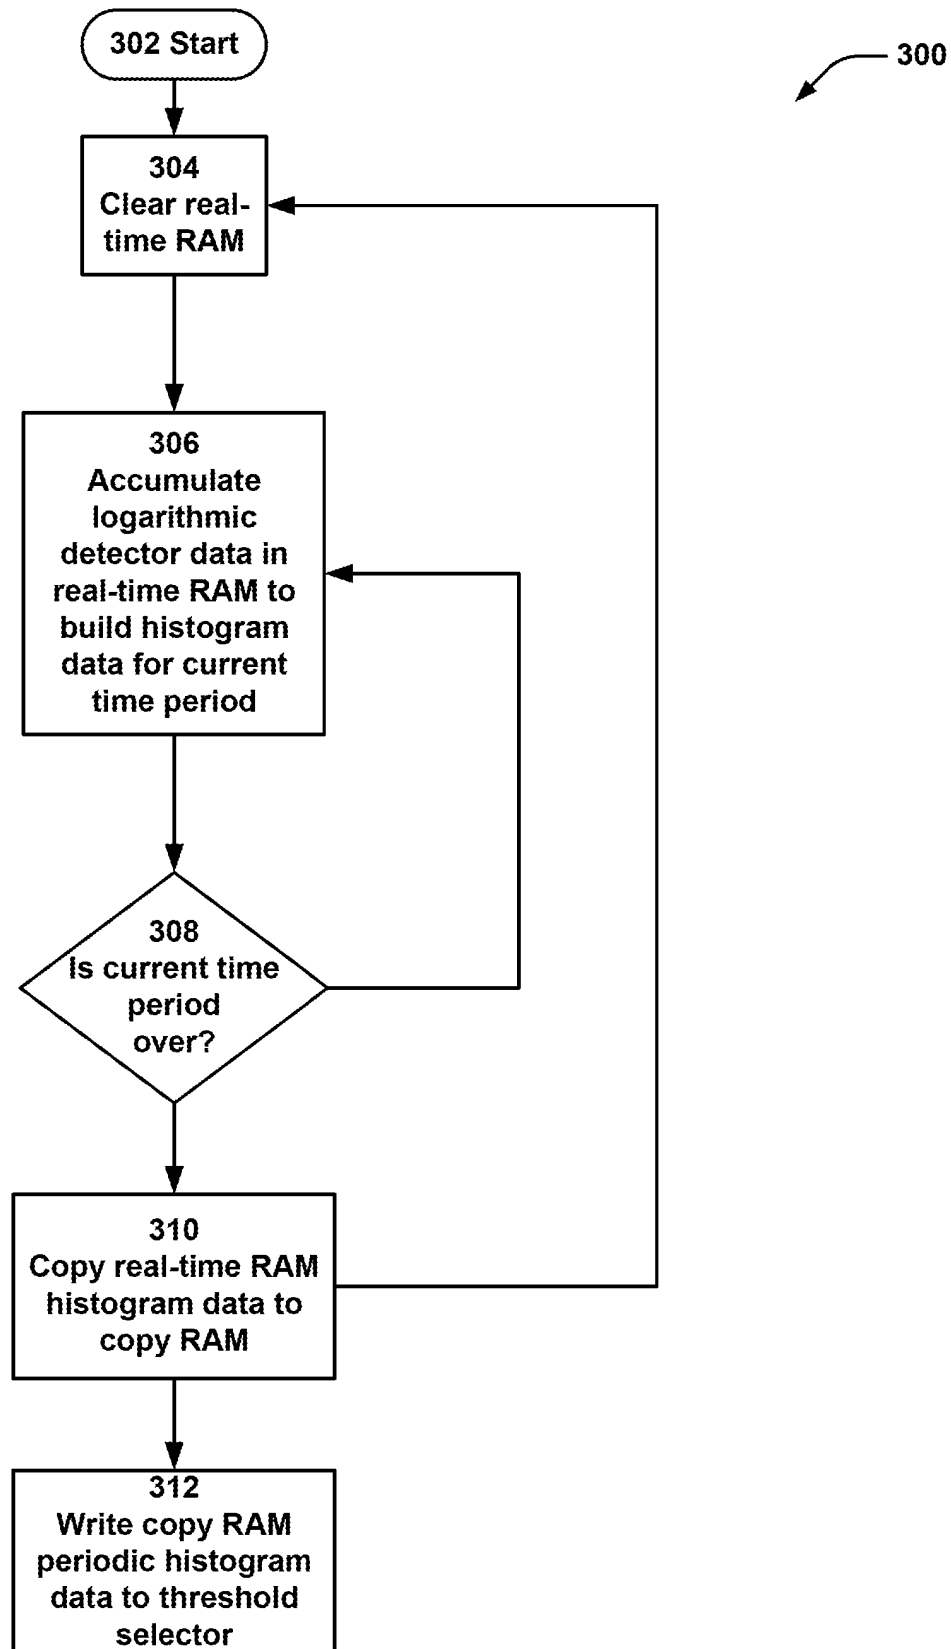 302 Start
300
304
Clear real-
time RAM
306
Accumulate
logarithmic
detector data in
real-time RAM to
build histogram
data for current
time period
308
Is current time
period
over?
310
Copy real-time RAM
histogram data to
copy RAM
312
Write copy RAM
periodic histogram
data to threshold
selector